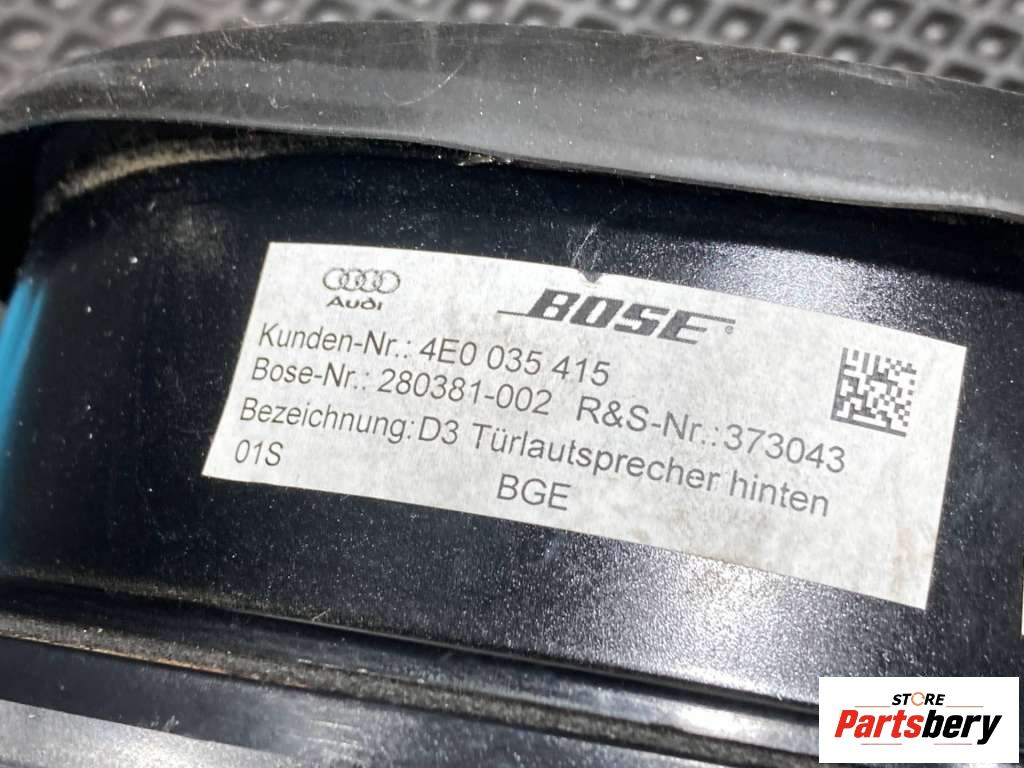 Audi
BOSE®
Kunden-Nr.: 4E0 035 415
Bose-Nr.: 280381-002 R&S-Nr.: 373043
Bezeichnung: D3 Türlautsprecher hinten
01S BGE
STORE
Partsbery